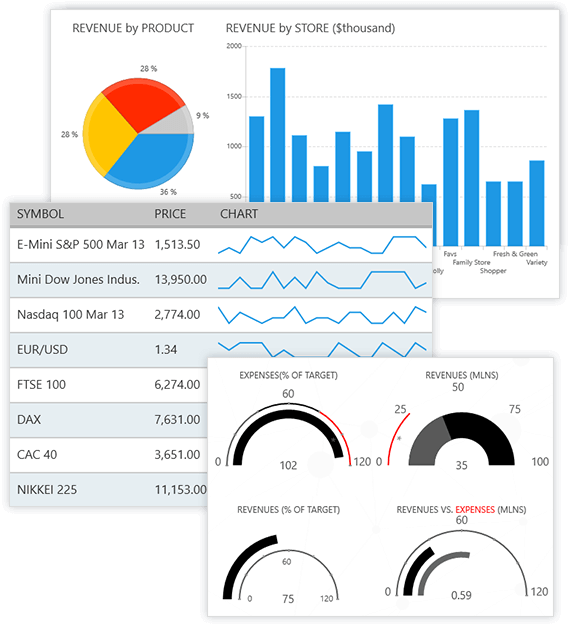 REVENUE by PRODUCT
28 %
9 %
28 %
36 %
REVENUE by STORE ($thousand)
2000
1500
1000
500
Favs
Fresh & Green
Family Store
Variety
Shopper
SYMBOL PRICE CHART
E-Mini S&P 500 Mar 13 1,513.50
Mini Dow Jones Indus. 13,950.00
Nasdaq 100 Mar 13 2,774.00
EUR/USD 1.34
FTSE 100 6,274.00
DAX 7,631.00
CAC 40 3,651.00
NIKKEI 225 11,153.00
EXPENSES(% OF TARGET)
60
0 102 120
REVENUES (MLNS)
50
25 75
0 35 100
REVENUES (% OF TARGET)
60
0 75 120
REVENUES VS. EXPENSES (MLNS)
60
0 0.59 120